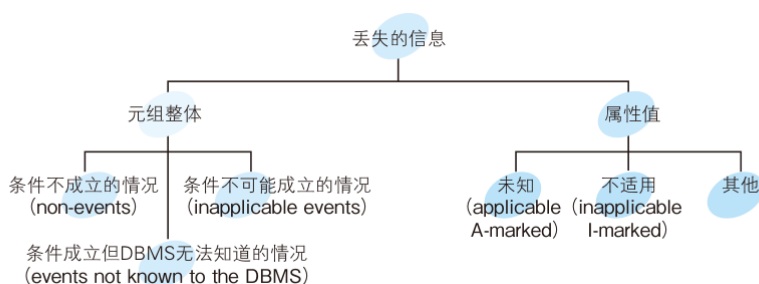 丢失的信息
元组整体
属性值
条件不成立的情况
(non-events)
条件不可能成立的情况
(inapplicable events)
条件成立但DBMS无法知道的情况
(events not known to the DBMS)
未知
(applicable
A-marked)
不适用
(inapplicable
I-marked)
其他